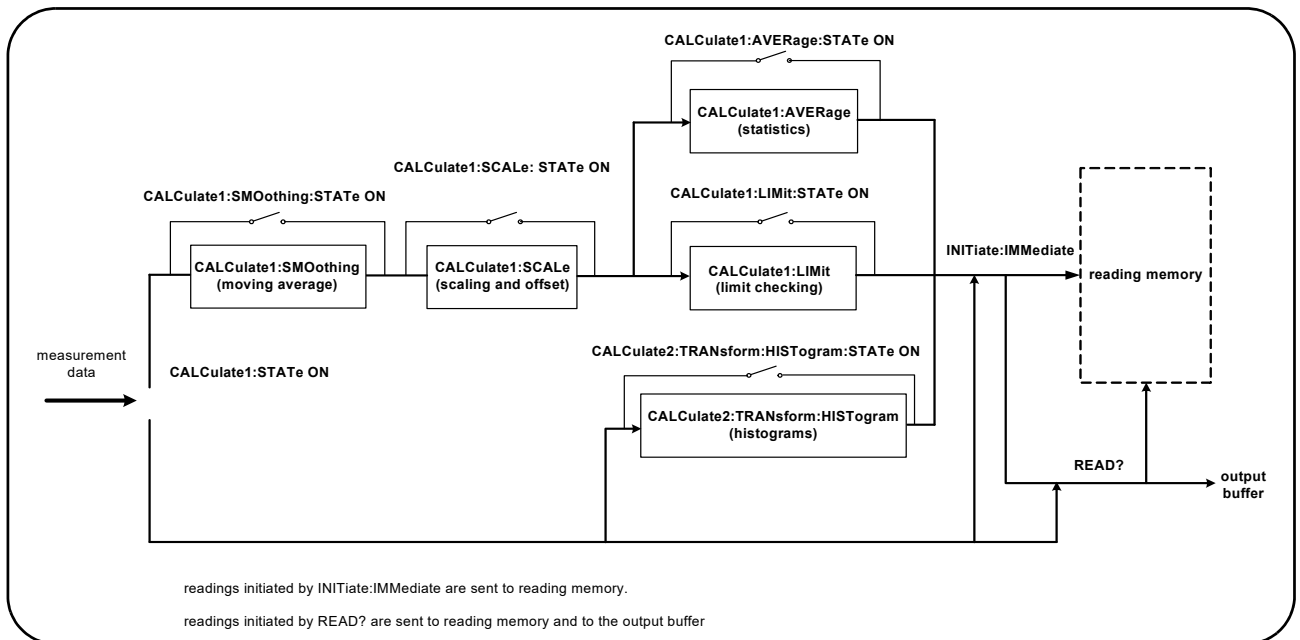 CALCulate1:AVERage:STATe ON
CALCulate1:AVERage
(statistics)
CALCulate1:SCALe: STATe ON
CALCulate1:SMOothing:STATe ON
CALCulate1:LIMit:STATe ON
INITiate:IMMediate
CALCulate1:SMOothing
(moving average)
CALCulate1:SCALe
(scaling and offset)
CALCulate1:LIMit
(limit checking)
reading memory
measurement
data
CALCulate1:STATe ON
CALCulate2:TRANsform:HISTogram:STATe ON
CALCulate2:TRANsform:HISTogram
(histograms)
READ?
output
buffer
readings initiated by INITiate:IMMediate are sent to reading memory.
readings initiated by READ? are sent to reading memory and to the output buffer